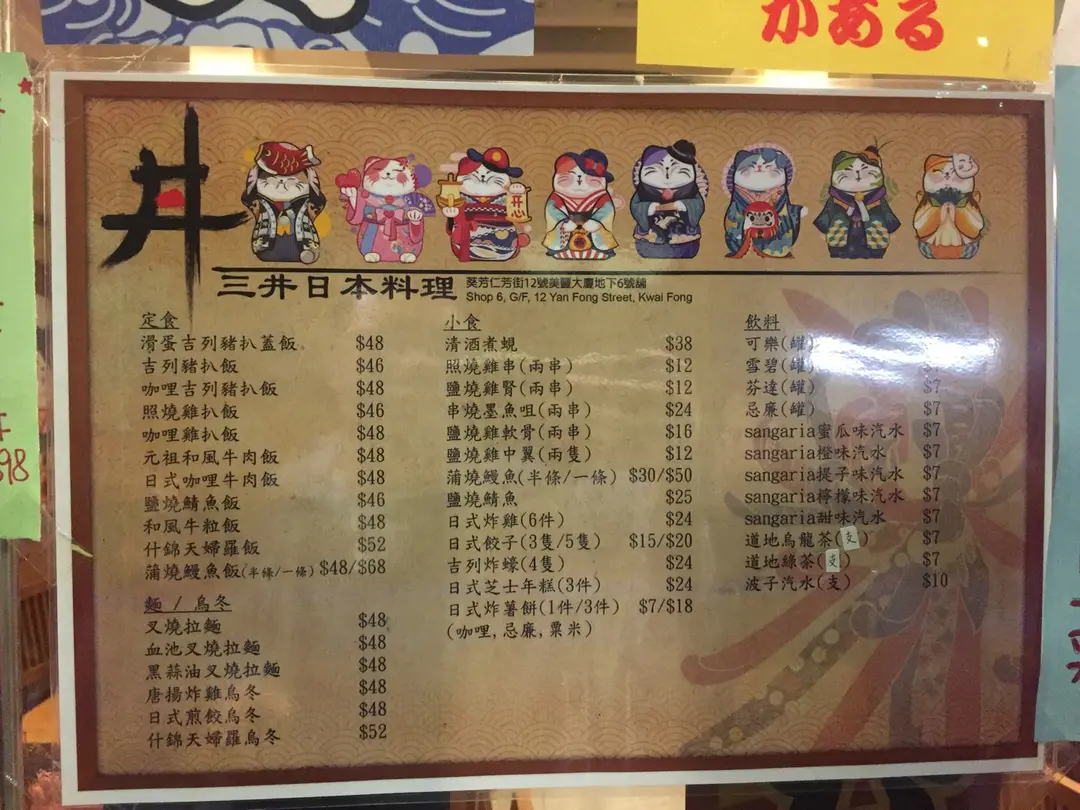 がある
井
开心
三井日本料理
葵芳仁芳街12號美豐大廈地下6號舖
Shop 6, G/F, 12 Yan Fong Street, Kwai Fong
定食
滑蛋吉列豬扒蓋飯 $48
吉列豬扒飯 $46
咖哩吉列豬扒飯 $48
照燒雞扒飯 $46
咖哩雞扒飯 $48
元祖和風牛肉飯 $48
日式咖哩牛肉飯 $48
鹽燒鯖魚飯 $46
和風牛粒飯 $48
什錦天婦羅飯 $52
蒲燒鰻魚飯(半條/一條) $48/$68
麵 / 烏冬
叉燒拉麵 $48
血池叉燒拉麵 $48
黑蒜油叉燒拉麵 $48
唐揚炸雞烏冬 $48
日式煎餃烏冬 $48
什錦天婦羅烏冬 $52
小食
清酒煮蜆 $38
照燒雞串(兩串) $12
鹽燒雞腎(兩串) $12
串燒墨魚咀(兩串) $24
鹽燒雞軟骨(兩串) $16
鹽燒雞中翼(兩隻) $12
蒲燒鰻魚(半條/一條) $30/$50
鹽燒鯖魚 $25
日式炸雞(6件) $24
日式餃子(3隻/5隻) $15/$20
吉列炸蠔(4隻) $24
日式芝士年糕(3件) $24
日式炸薯餅(1件/3件) $7/$18
(咖哩,忌廉,粟米)
飲料
可樂(罐)
雪碧(罐)
芬達(罐) $7
忌廉(罐) $7
sangaria蜜瓜味汽水 $7
sangaria橙味汽水 $7
sangaria提子味汽水 $7
sangaria檸檬味汽水 $7
sangaria甜味汽水 $7
道地烏龍茶(支) $7
道地綠茶(支) $7
波子汽水(支) $10
98